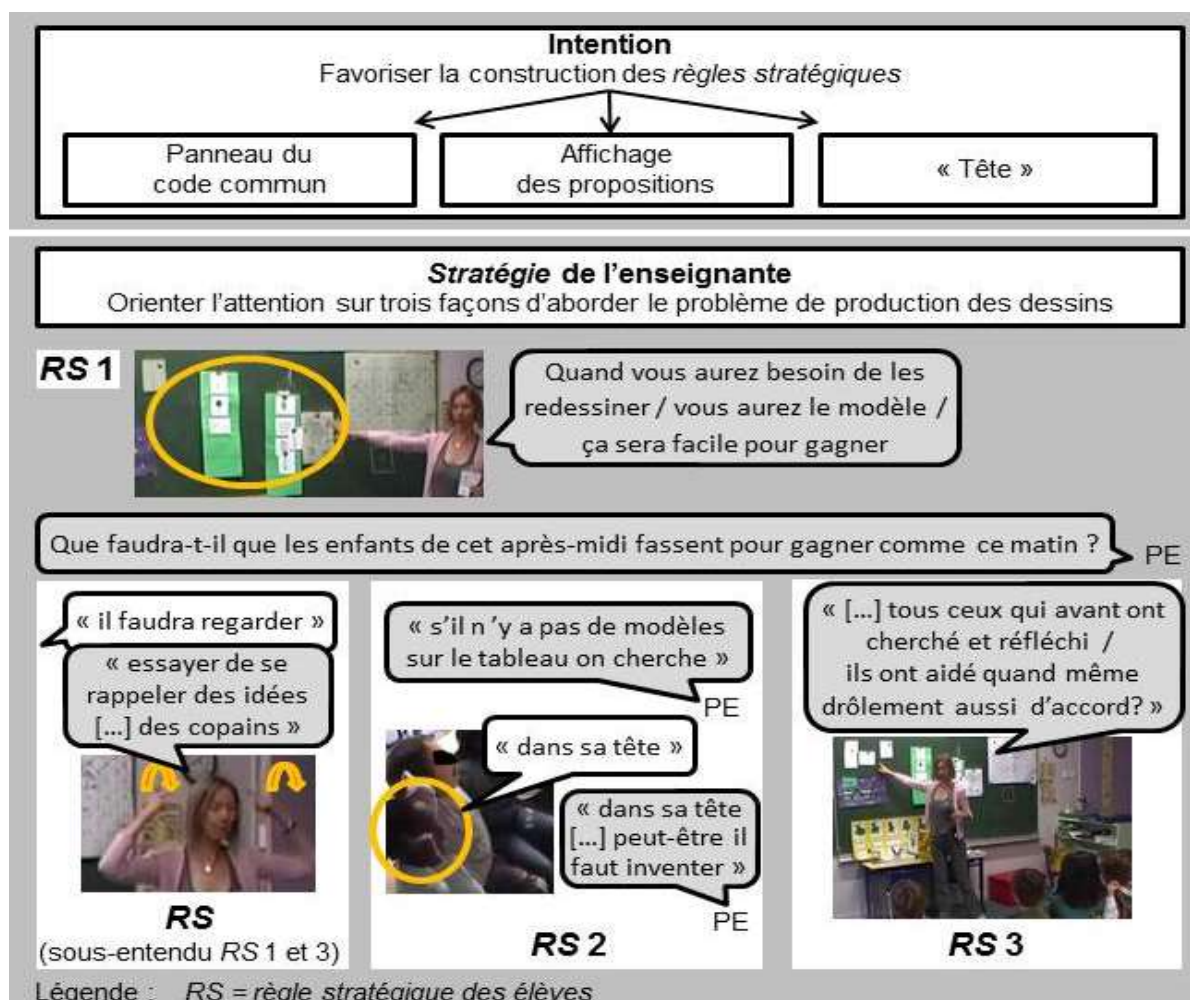 Intention
Favoriser la construction des règles stratégiques
Panneau du
code commun
Affichage
des propositions
« Tête »
Stratégie de l'enseignante
Orienter l'attention sur trois façons d'aborder le problème de production des dessins
RS 1
Quand vous aurez besoin de les
redessiner / vous aurez le modèle /
ça sera facile pour gagner
Que faudra-t-il que les enfants de cet après-midi fassent pour gagner comme ce matin ?
PE
« il faudra regarder »
« essayer de se
rappeler des idées
[...] des copains »
RS
(sous-entendu RS 1 et 3)
« s'il n 'y a pas de modèles
sur le tableau on cherche »
PE
« dans sa tête »
« dans sa tête
[...] peut-être il
faut inventer »
PE
RS 2
« [...] tous ceux qui avant ont
cherché et réfléchi /
ils ont aidé quand même
drôlement aussi d'accord? »
RS 3
Légende : RS = règle stratégique des élèves